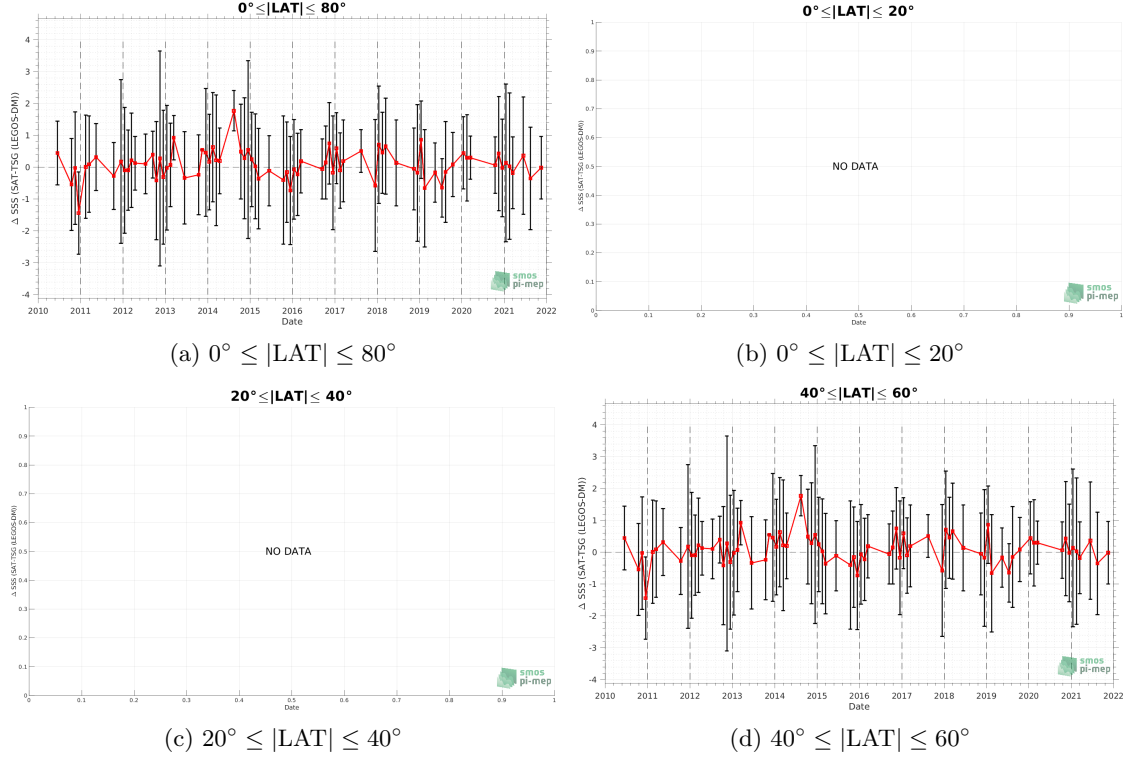 0°≤|LAT|≤ 80°
Δ SSS (SAT-TSG (LEGOS-DM))
4
3
2
1
0
-1
-2
-3
-4
2010 2011 2012 2013 2014 2015 2016 2017 2018 2019 2020 2021 2022
Date
smos
pi-mep
(a) 0° ≤ |LAT| ≤ 80°
0°≤|LAT|≤ 20°
Δ SSS (SAT-TSG (LEGOS-DM))
1
0.9
0.8
0.7
0.6
0.5
0.4
0.3
0.2
0.1
0
NO DATA
0 0.1 0.2 0.3 0.4 0.5 0.6 0.7 0.8 0.9 1
Date
smos
pi-mep
(b) 0° ≤ |LAT| ≤ 20°
20°≤|LAT|≤ 40°
Δ SSS (SAT-TSG (LEGOS-DM))
1
0.9
0.8
0.7
0.6
0.5
0.4
0.3
0.2
0.1
0
NO DATA
0 0.1 0.2 0.3 0.4 0.5 0.6 0.7 0.8 0.9 1
Date
smos
pi-mep
(c) 20° ≤ |LAT| ≤ 40°
40°≤|LAT|≤ 60°
Δ SSS (SAT-TSG (LEGOS-DM))
4
3
2
1
0
-1
-2
-3
-4
2010 2011 2012 2013 2014 2015 2016 2017 2018 2019 2020 2021 2022
Date
smos
pi-mep
(d) 40° ≤ |LAT| ≤ 60°